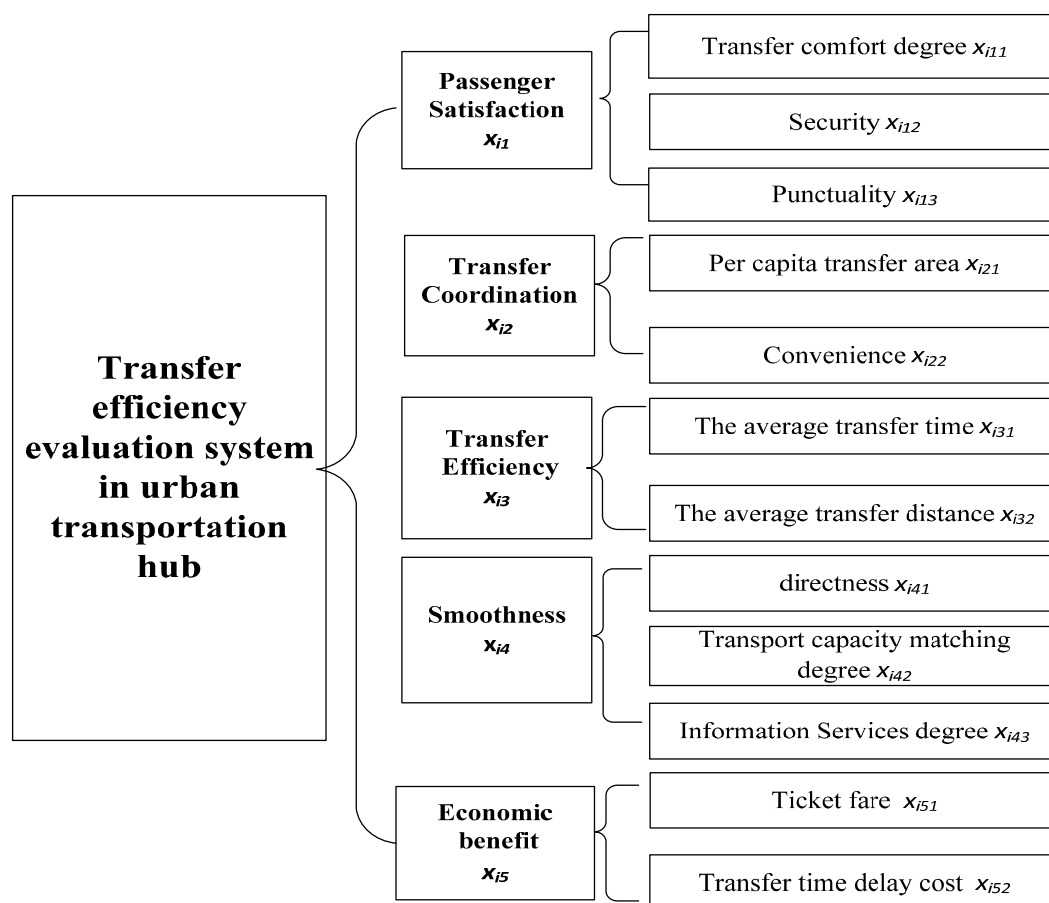 Transfer
efficiency
evaluation system
in urban
transportation
hub
Passenger
Satisfaction
xi1
Transfer comfort degree xi11
Security xi12
Punctuality xi13
Transfer
Coordination
xi2
Per capita transfer area xi21
Convenience xi22
Transfer
Efficiency
xi3
The average transfer time xi31
The average transfer distance xi32
Smoothness
xi4
directness xi41
Transport capacity matching
degree xi42
Information Services degree xi43
Economic
benefit
xi5
Ticket fare xi51
Transfer time delay cost xi52